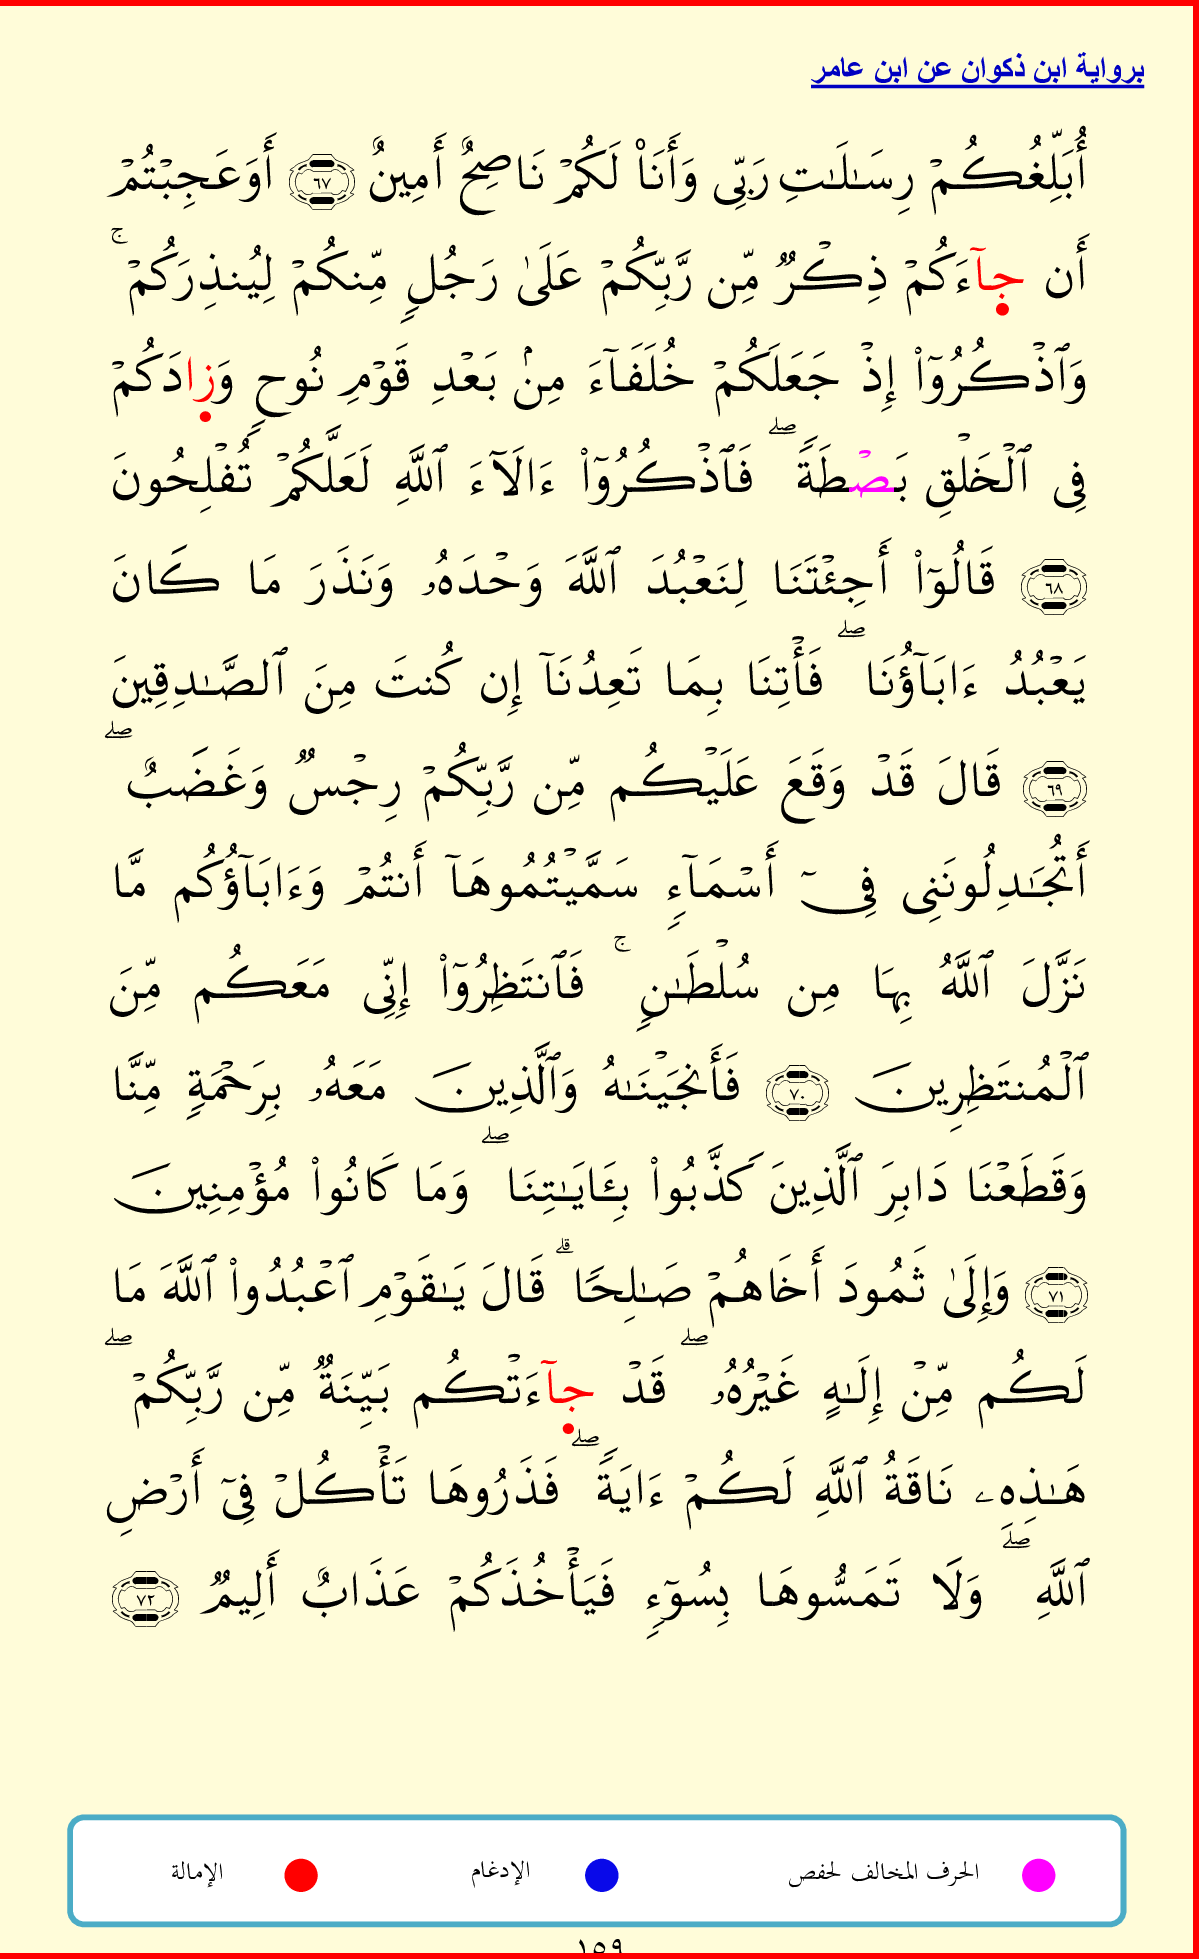 برواية ابن ذكوان عن ابن عامر
أُبَلِّغُكُمْ رِسَـٰلَـٰتِ رَبِّى وَأَنَا۠ لَكُمْ نَاصِحٌ أَمِينٌ ٦٧ أَوَعَجِبْتُمْ
أَن جَآءَكُمْ ذِكْرٌ مِّن رَّبِّكُمْ عَلَىٰ رَجُلٍ مِّنكُمْ لِيُنذِرَكُمْ ۚ
وَٱذْكُرُوٓا۟ إِذْ جَعَلَكُمْ خُلَفَآءَ مِنۢ بَعْدِ قَوْمِ نُوحٍ وَزَادَكُمْ
فِى ٱلْخَلْقِ بَصْطَةً ۖ فَٱذْكُرُوٓا۟ ءَالَآءَ ٱللَّهِ لَعَلَّكُمْ تُفْلِحُونَ
٦٨ قَالُوٓا۟ أَجِئْتَنَا لِنَعْبُدَ ٱللَّهَ وَحْدَهُۥ وَنَذَرَ مَا كَانَ
يَعْبُدُ ءَابَآؤُنَا ۖ فَأْتِنَا بِمَا تَعِدُنَآ إِن كُنتَ مِنَ ٱلصَّـٰدِقِينَ
٦٩ قَالَ قَدْ وَقَعَ عَلَيْكُم مِّن رَّبِّكُمْ رِجْسٌ وَغَضَبٌ ۖ
أَتُجَـٰدِلُونَنِى فِىٓ أَسْمَآءٍ سَمَّيْتُمُوهَآ أَنتُمْ وَءَابَآؤُكُم مَّا
نَزَّلَ ٱللَّهُ بِهَا مِن سُلْطَـٰنٍ ۚ فَٱنتَظِرُوٓا۟ إِنِّى مَعَكُم مِّنَ
ٱلْمُنتَظِرِينَ ٧٠ فَأَنجَيْنَـٰهُ وَٱلَّذِينَ مَعَهُۥ بِرَحْمَةٍ مِّنَّا
وَقَطَعْنَا دَابِرَ ٱلَّذِينَ كَذَّبُوا۟ بِـَٔايَـٰتِنَا ۖ وَمَا كَانُوا۟ مُؤْمِنِينَ
٧١ وَإِلَىٰ ثَمُودَ أَخَاهُمْ صَـٰلِحًا ۗ قَالَ يَـٰقَوْمِ ٱعْبُدُوا۟ ٱللَّهَ مَا
لَكُم مِّنْ إِلَـٰهٍ غَيْرُهُۥ ۖ قَدْ جَآءَتْكُم بَيِّنَةٌ مِّن رَّبِّكُمْ ۖ
هَـٰذِهِۦ نَاقَةُ ٱللَّهِ لَكُمْ ءَايَةً ۖ فَذَرُوهَا تَأْكُلْ فِىٓ أَرْضِ
ٱللَّهِ ۖ وَلَا تَمَسُّوهَا بِسُوٓءٍ فَيَأْخُذَكُمْ عَذَابٌ أَلِيمٌ ٧٢
الحرف المخالف لحفص الإدغام الإمالة
١٥٩